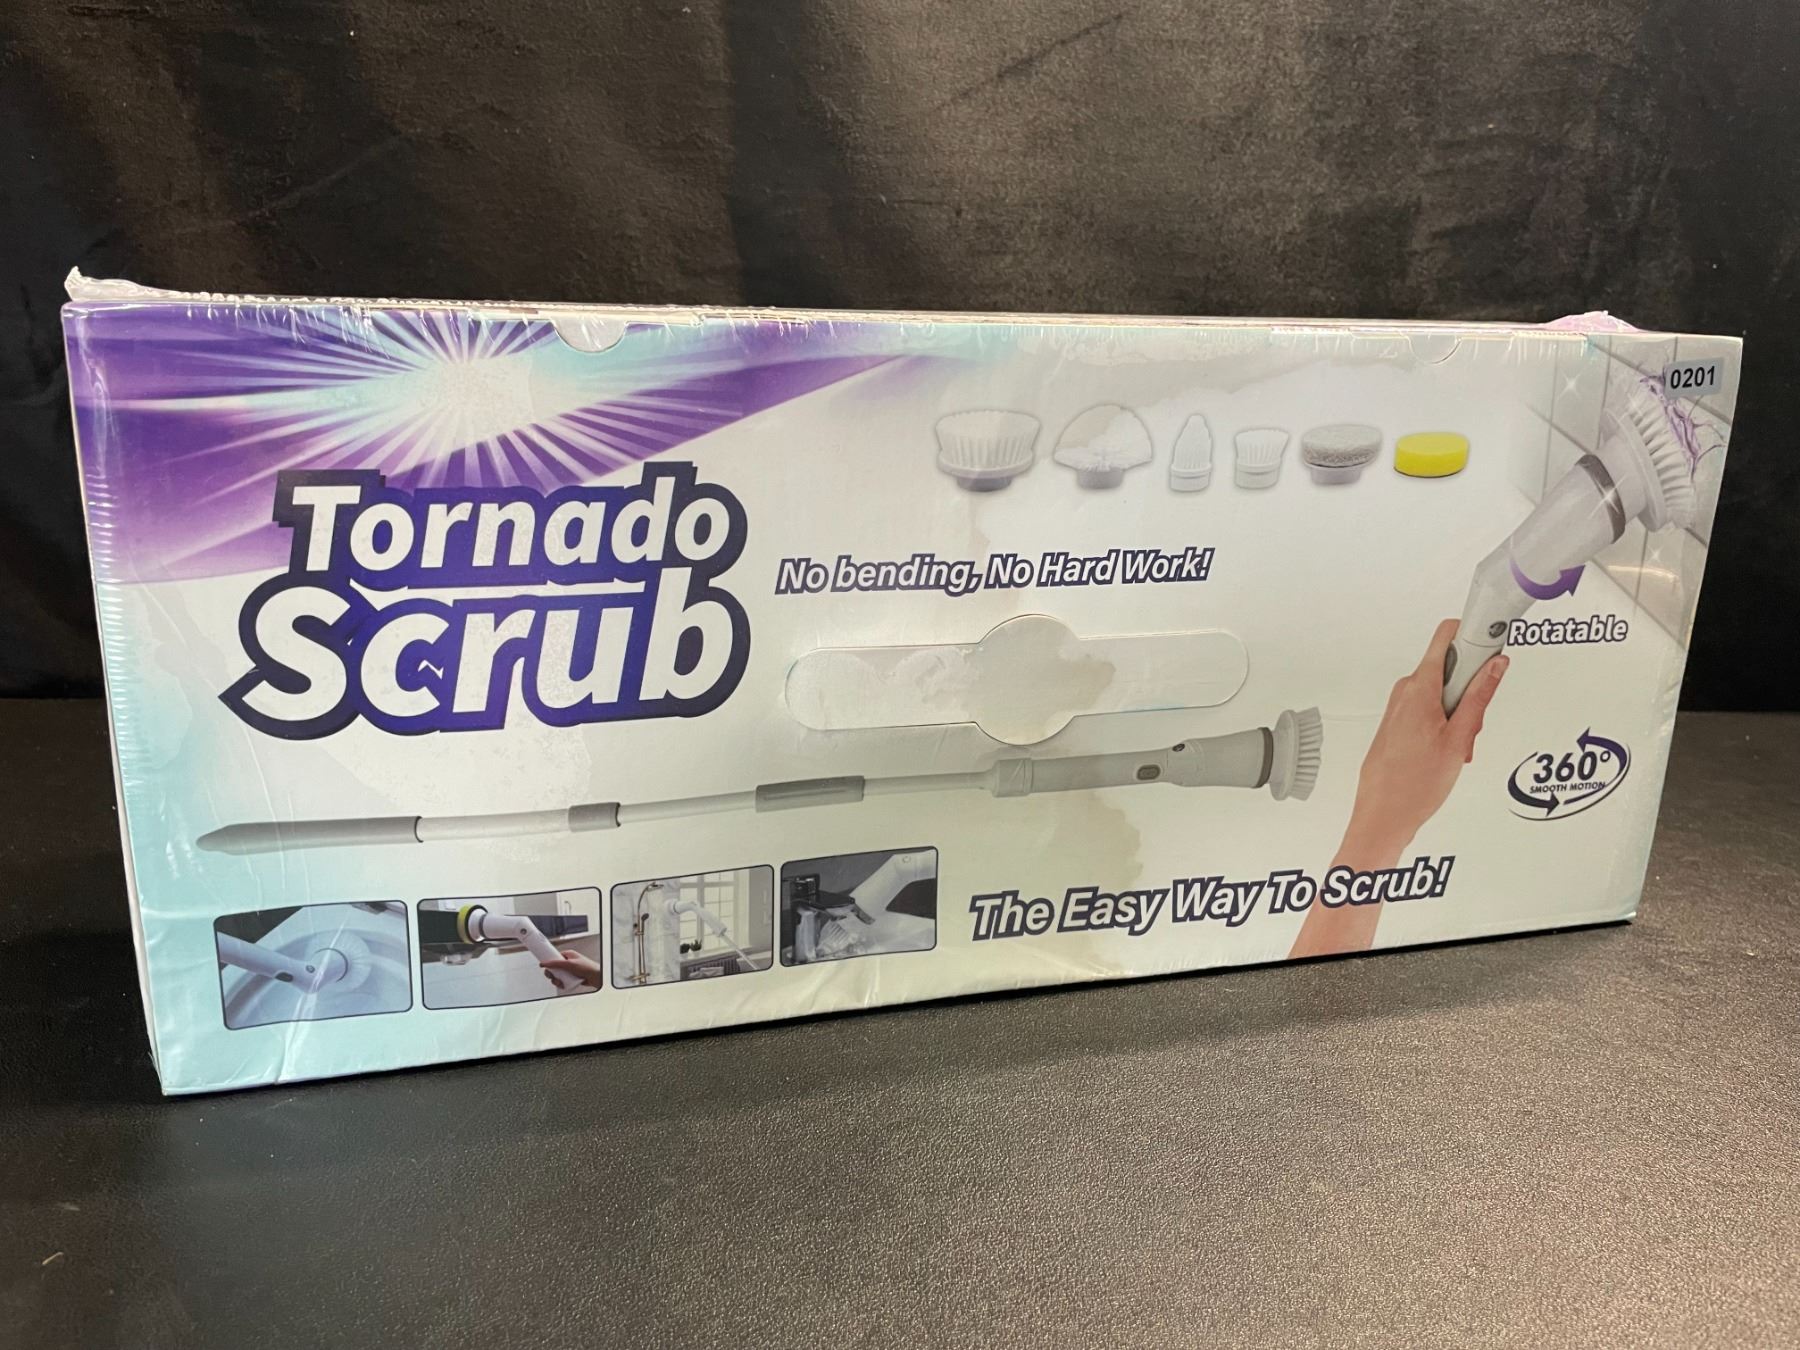 0201
Tornado
Scrub
No bending, No Hard Work!
Rotatable
360°
SMOOTH MOTION
The Easy Way To Scrub!